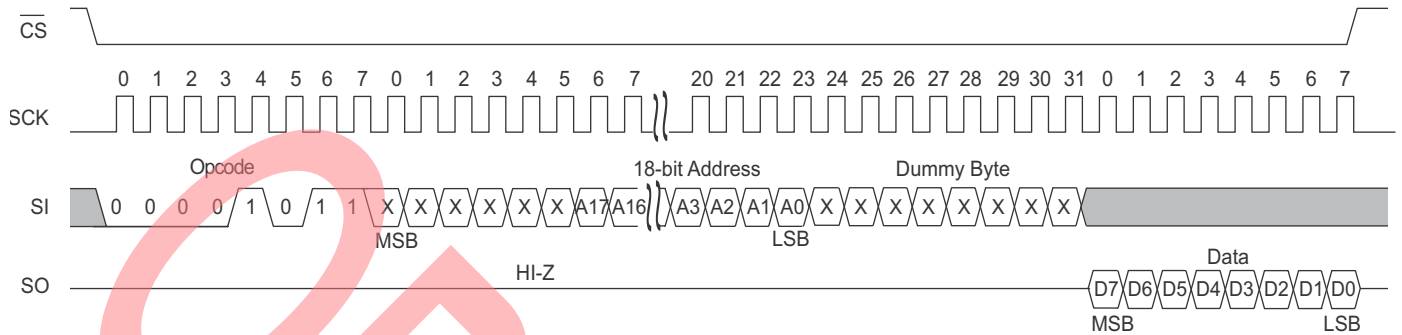 CS
0 1 2 3 4 5 6 7 0 1 2 3 4 5 6 7 20 21 22 23 24 25 26 27 28 29 30 31 0 1 2 3 4 5 6 7
SCK
Opcode 18-bit Address Dummy Byte
SI 0 0 0 0 1 0 1 1 X X X X X X A17 A16 A3 A2 A1 A0 X X X X X X X X
MSB LSB
HI-Z Data
SO D7 D6 D5 D4 D3 D2 D1 D0
MSB LSB